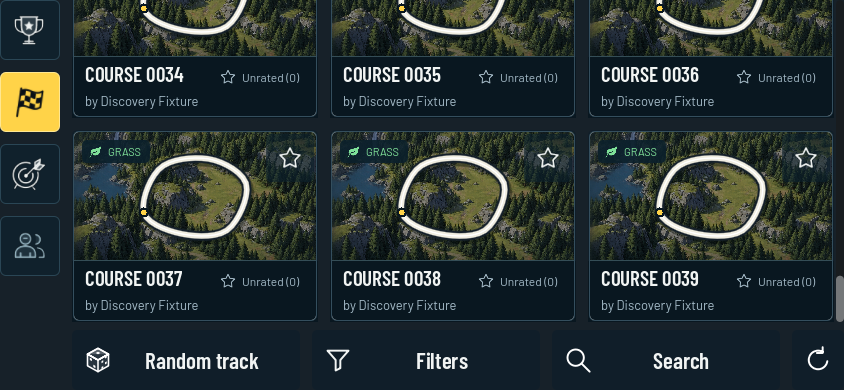 COURSE 0034 Unrated (0)
by Discovery Fixture
COURSE 0035 Unrated (0)
by Discovery Fixture
COURSE 0036 Unrated (0)
by Discovery Fixture
GRASS
COURSE 0037 Unrated (0)
by Discovery Fixture
GRASS
COURSE 0038 Unrated (0)
by Discovery Fixture
GRASS
COURSE 0039 Unrated (0)
by Discovery Fixture
Random track
Filters
Search